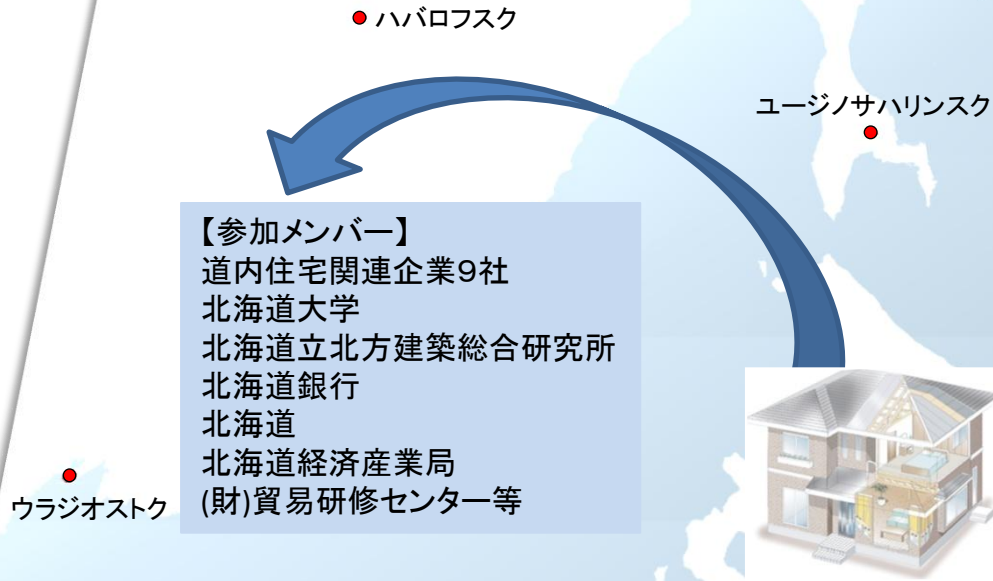 ハバロフスク
ユージノサハリンスク
【参加メンバー】
道内住宅関連企業9社
北海道大学
北海道立北方建築総合研究所
北海道銀行
北海道
北海道経済産業局
(財)貿易研修センター等
ウラジオストク